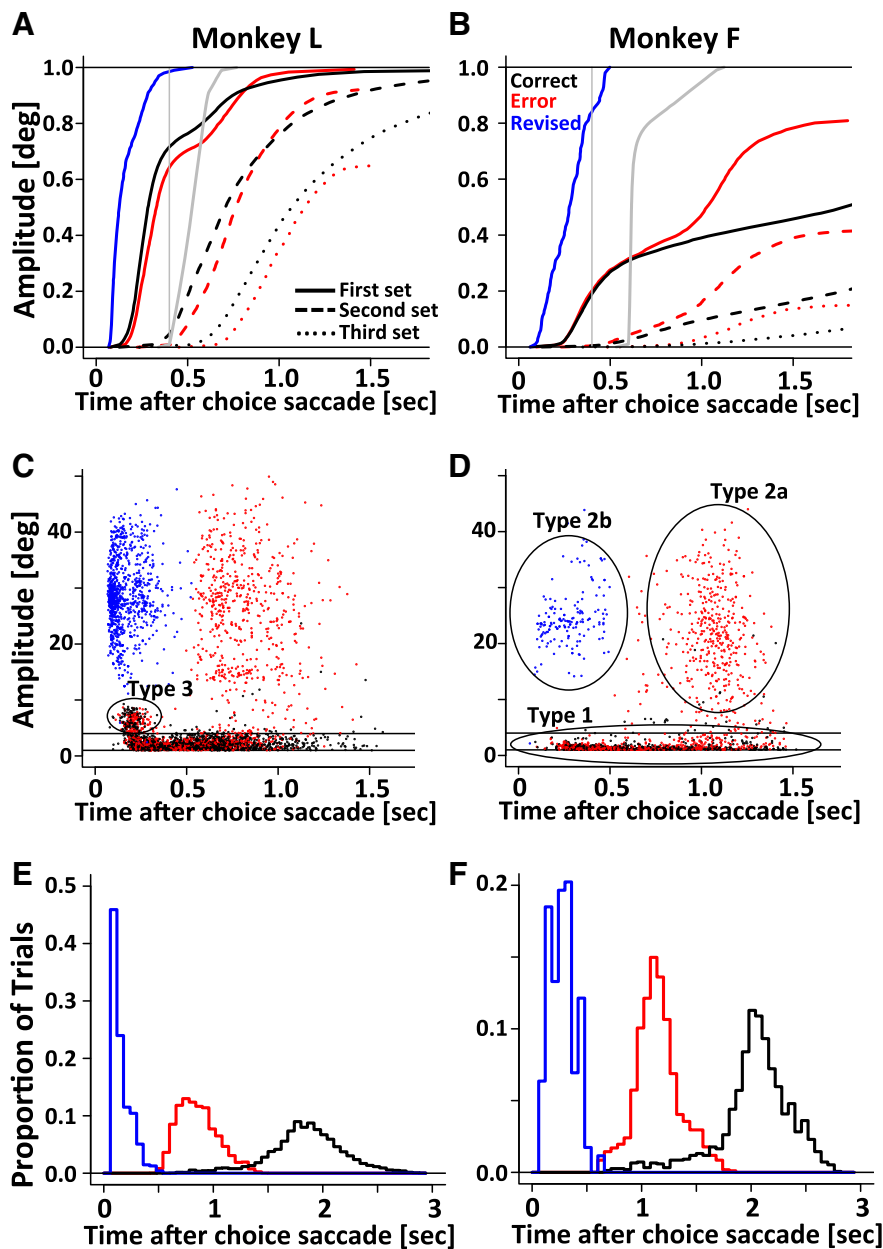 A
Monkey L
B
Monkey F
1.0
0.8
0.6
0.4
0.2
0.0
Amplitude [deg]
First set
Second set
Third set
0
0.5
1.0
1.5
Time after choice saccade [sec]
1.0
0.8
0.6
0.4
0.2
0.0
Correct
Error
Revised
0
0.5
1.0
1.5
Time after choice saccade [sec]
C
40
20
0
Amplitude [deg]
Type 3
0
0.5
1.0
1.5
Time after choice saccade [sec]
D
40
20
0
Type 2b
Type 2a
Type 1
0
0.5
1.0
1.5
Time after choice saccade [sec]
E
0.5
0.4
0.3
0.2
0.1
0.0
Proportion of Trials
0
1
2
3
Time after choice saccade [sec]
F
0.2
0.1
0.0
0
1
2
3
Time after choice saccade [sec]